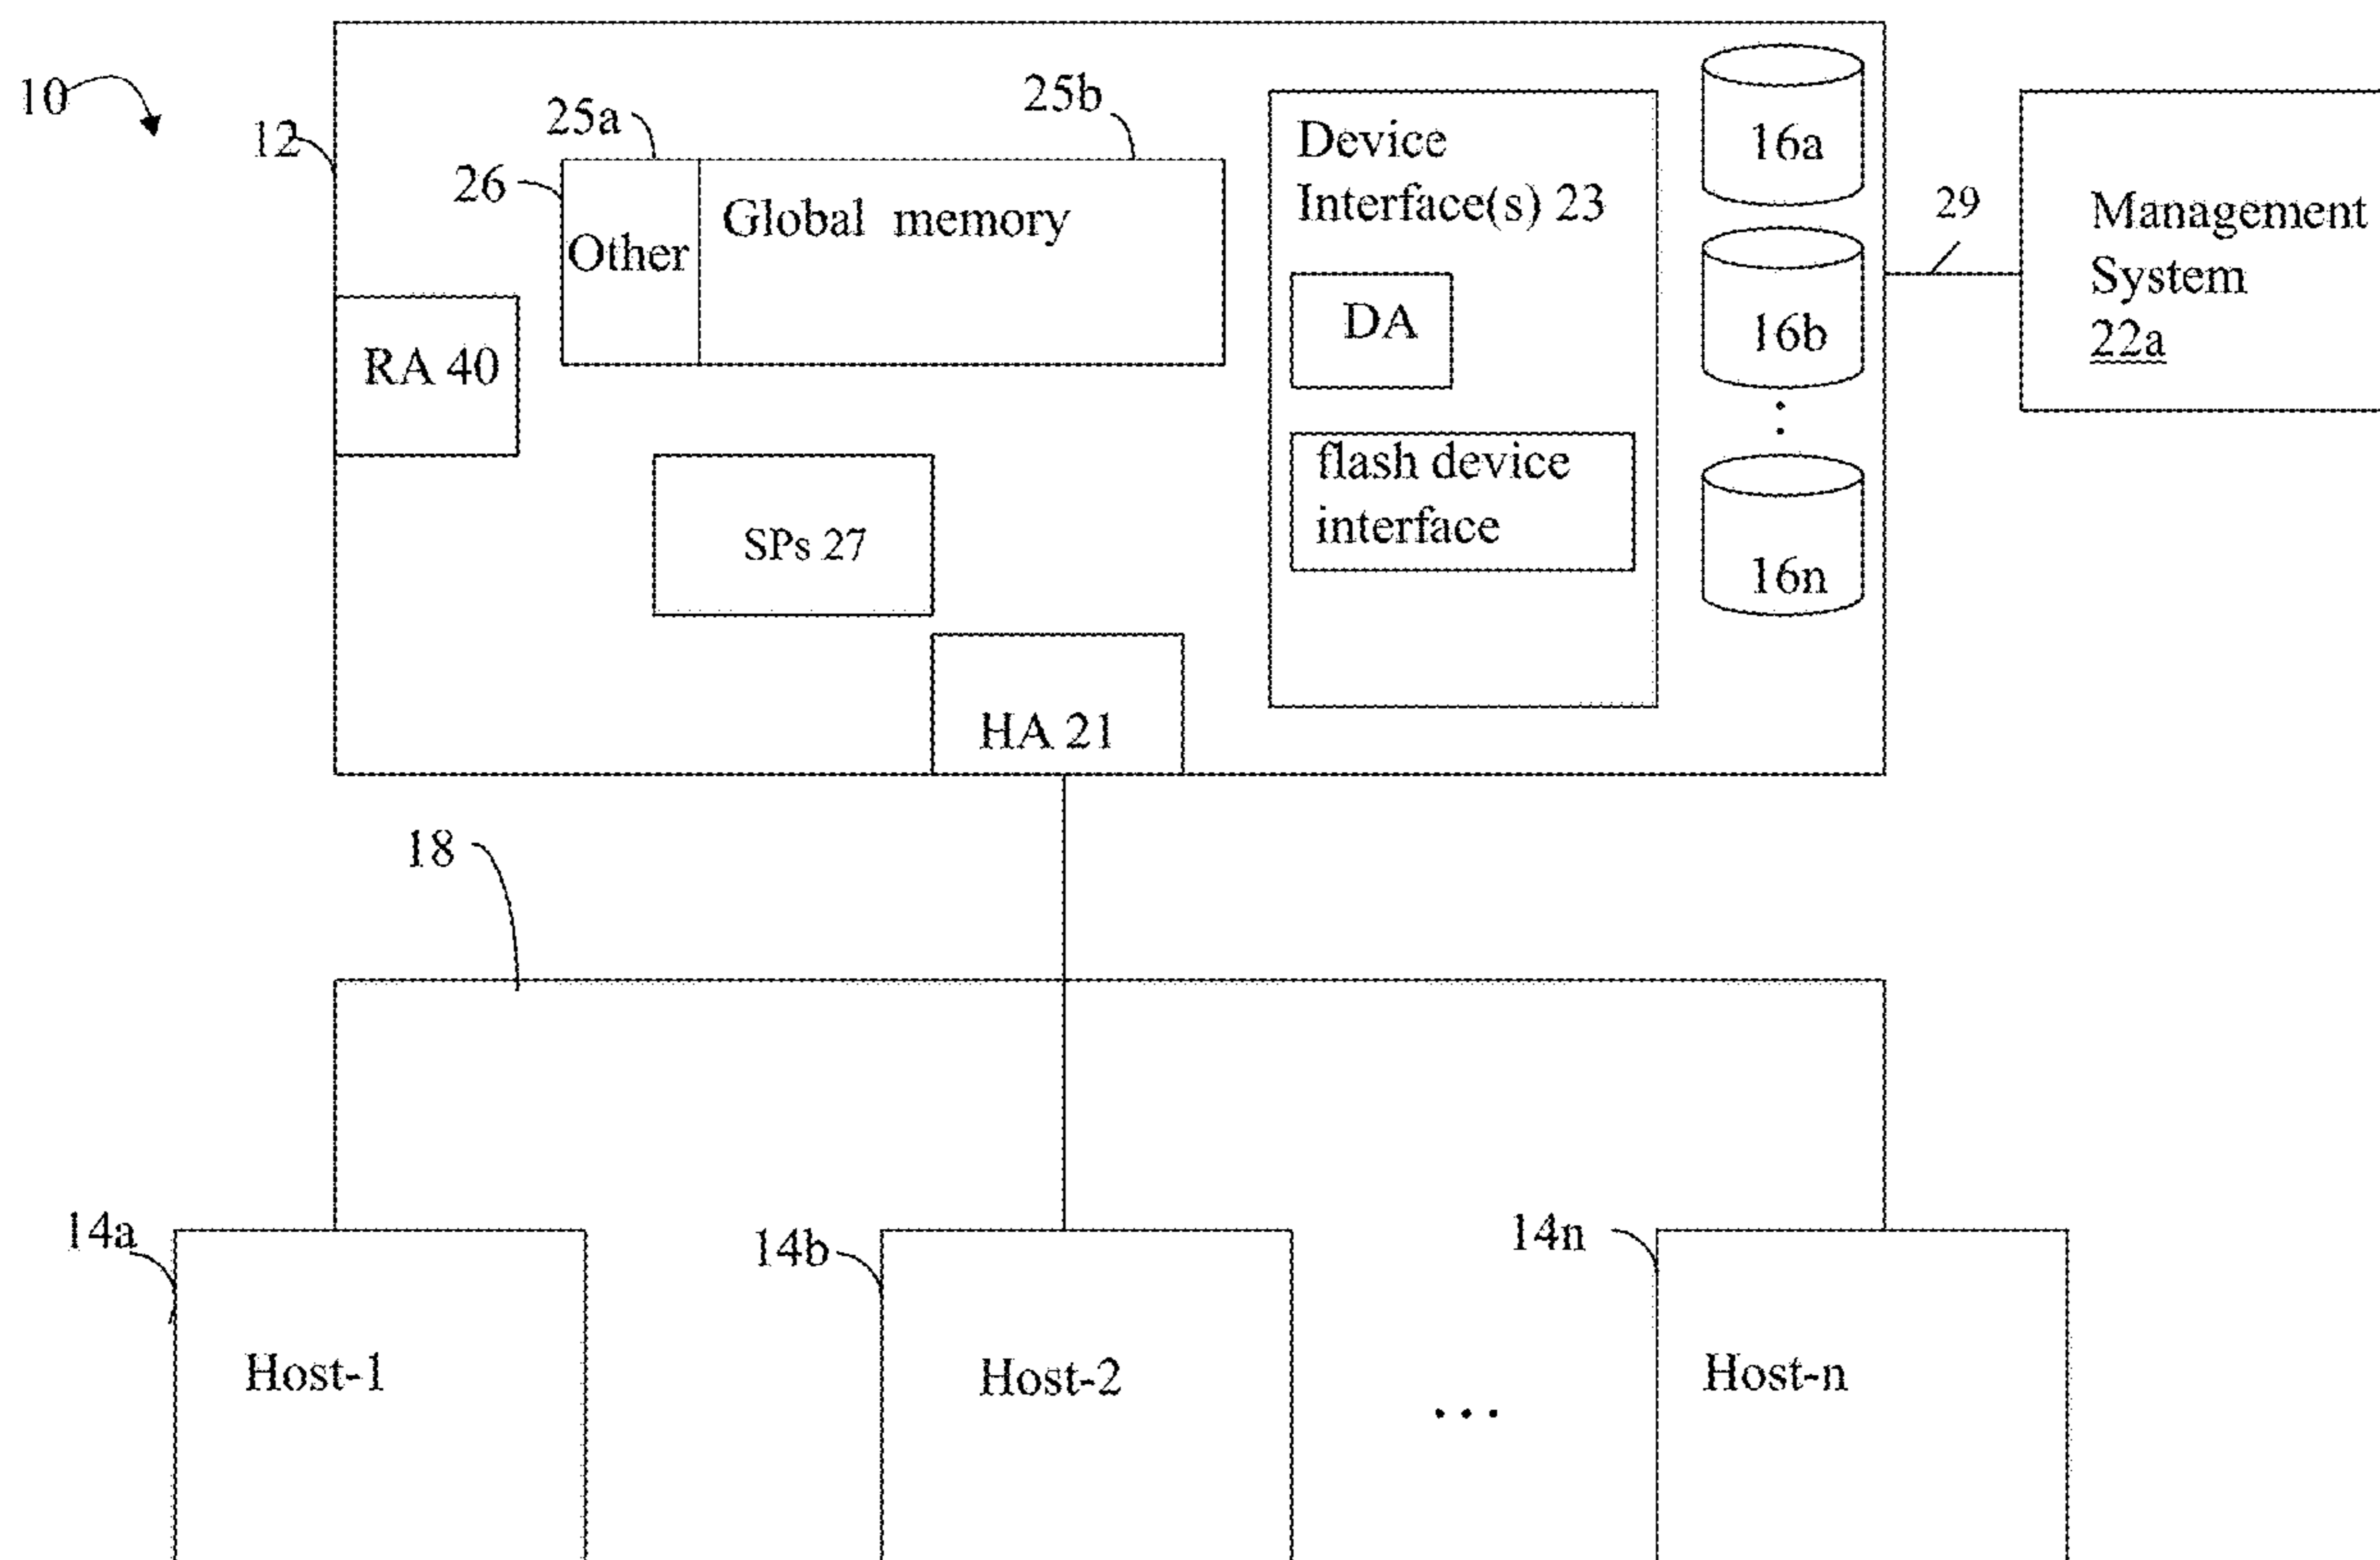 10
12
25a
25b
26
Other
Global memory
Device
Interface(s) 23
DA
flash device
interface
16a
16b
16n
29
Management
System
22a
RA 40
SPs 27
HA 21
18
14a
14b
14n
Host-1
Host-2
...
Host-n